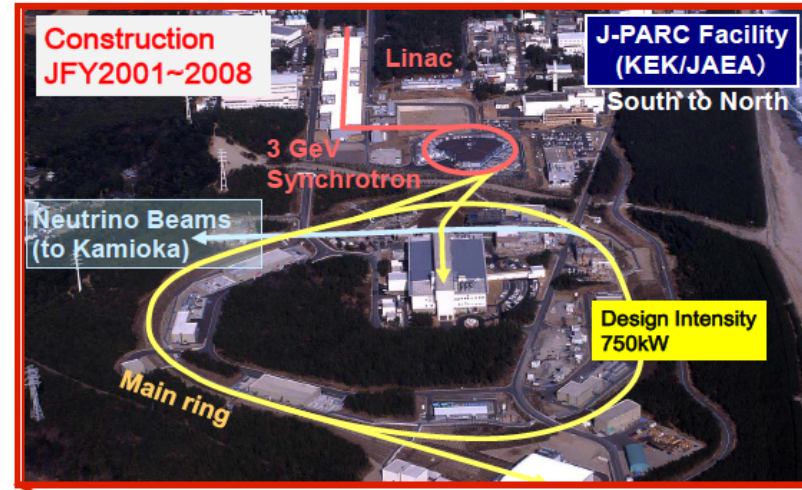 Construction
JFY2001~2008
Linac
J-PARC Facility
(KEK/JAEA）
South to North
3 GeV
Synchrotron
Neutrino Beams
(to Kamioka)
Design Intensity
750kW
Main ring